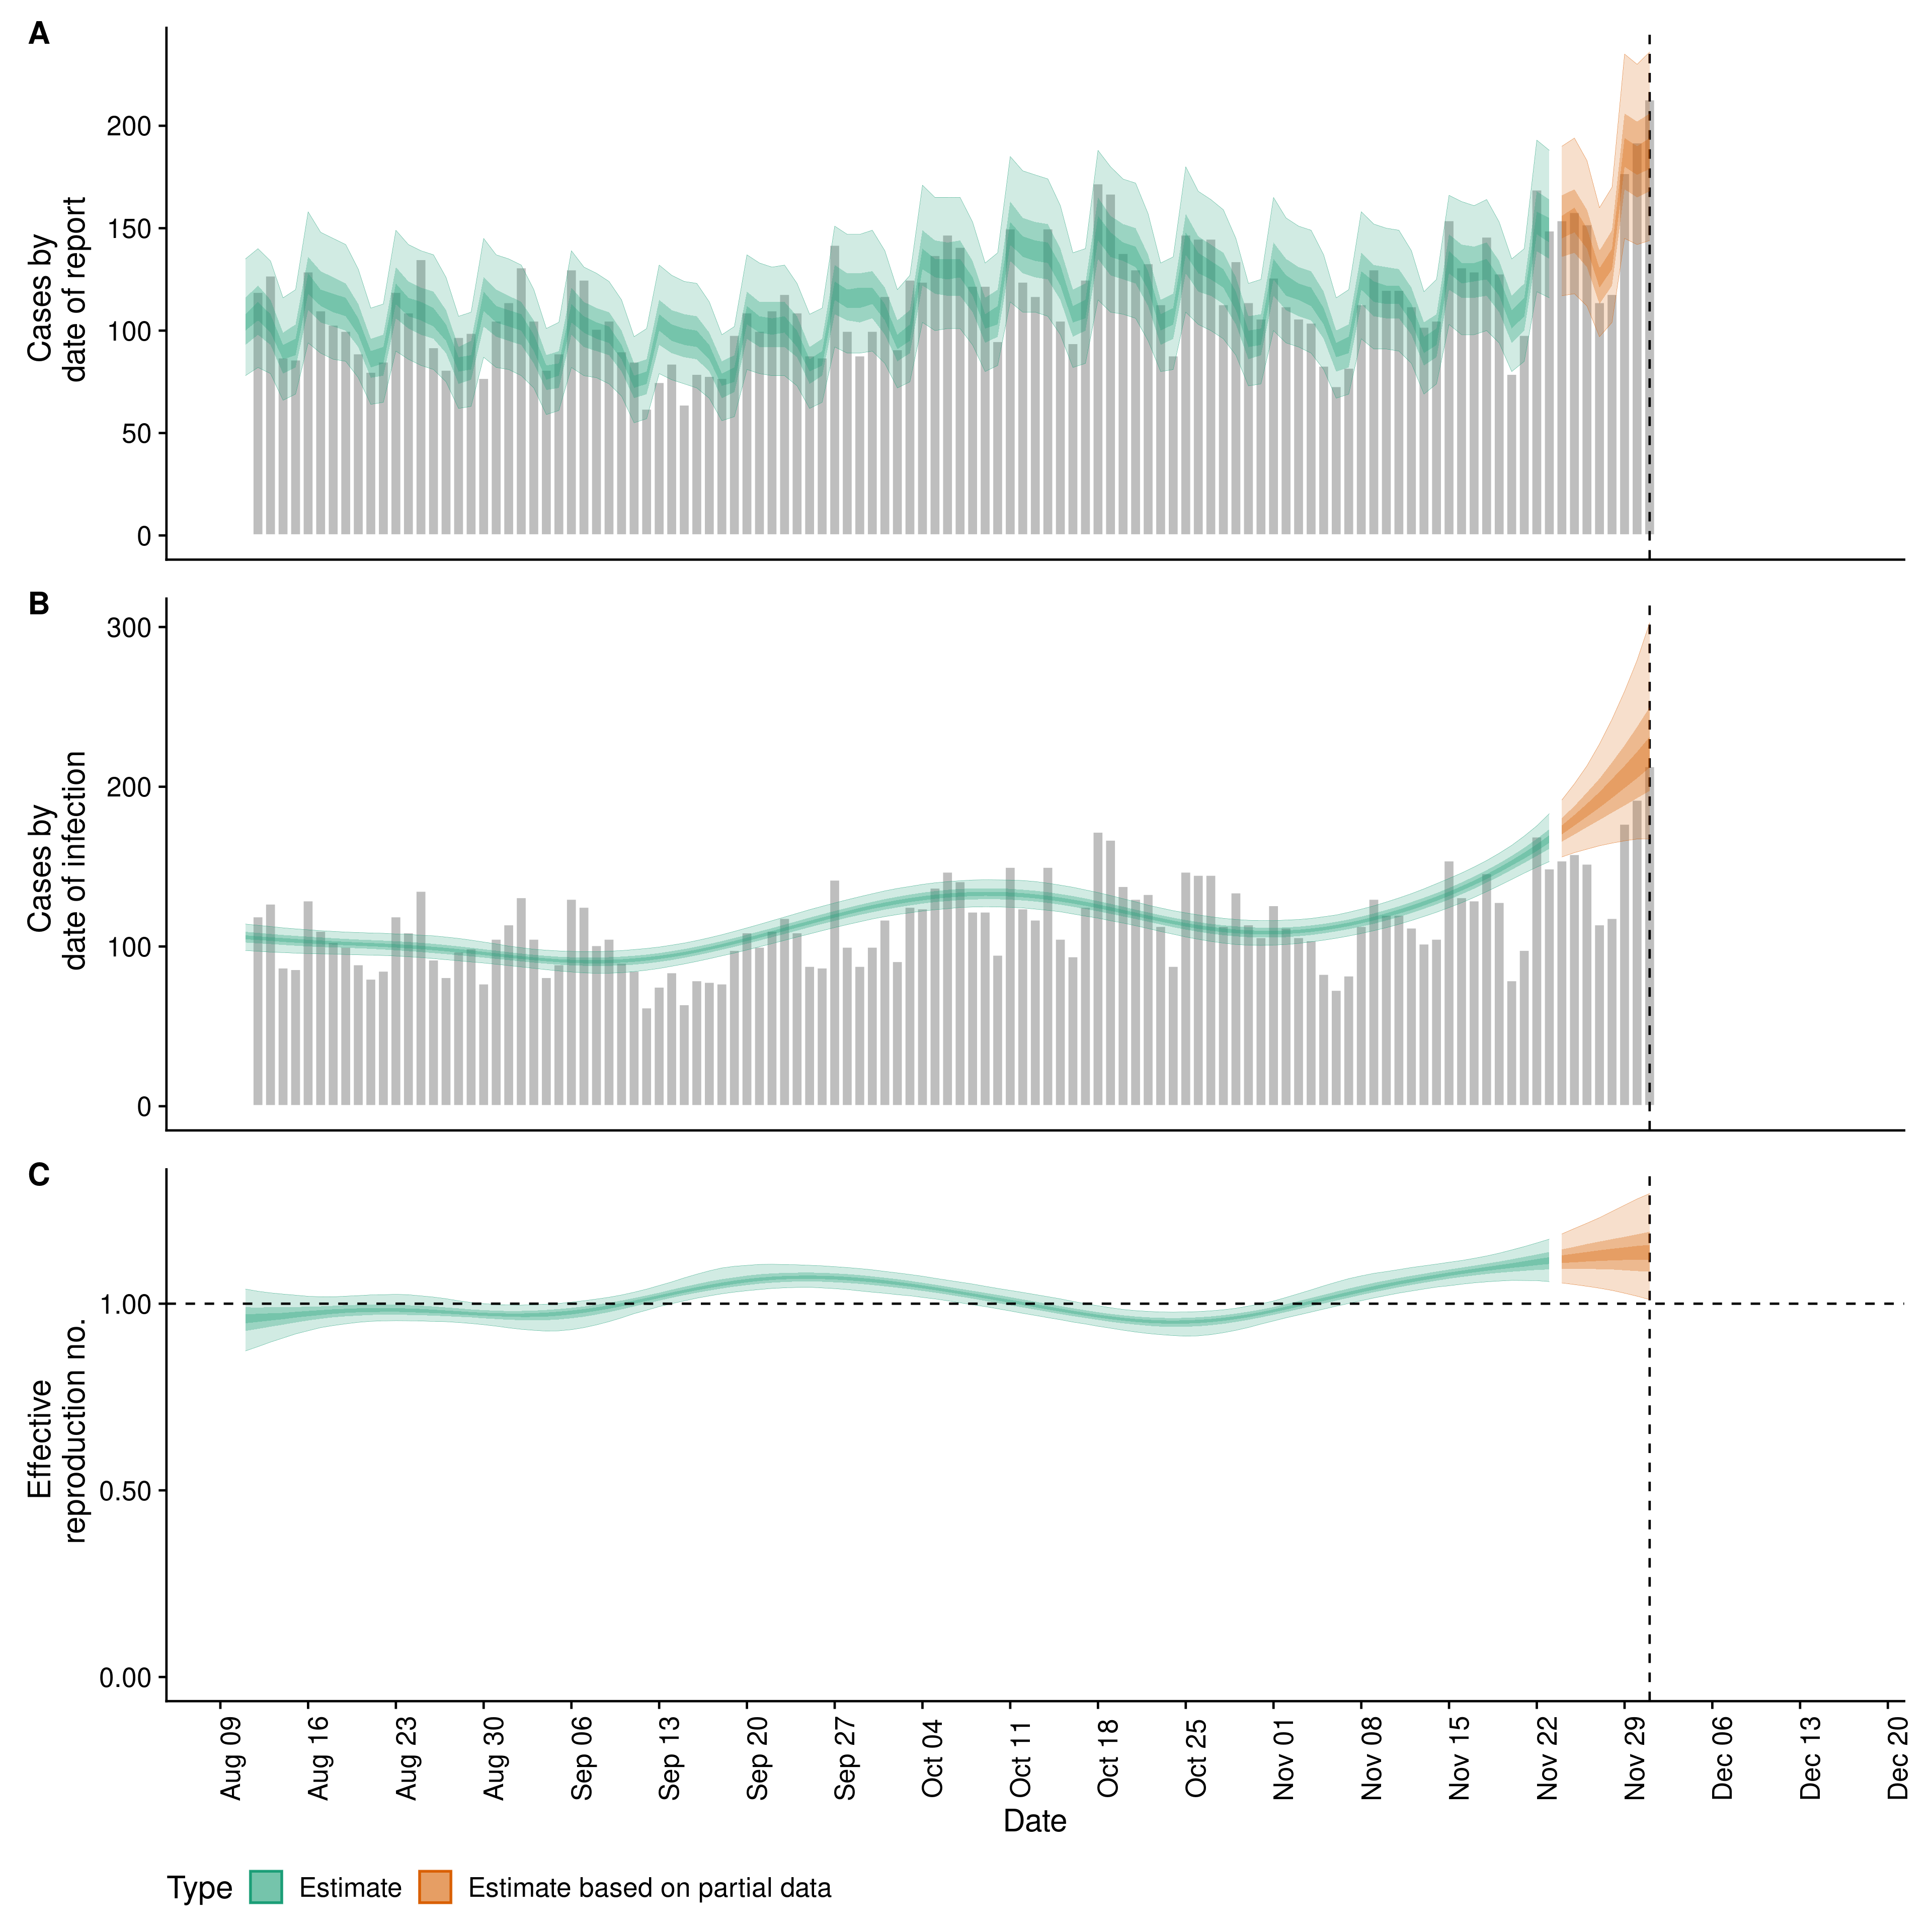 A
Cases by
date of report
200
150
100
50
0
B
Cases by
date of infection
300
200
100
0
C
Effective
reproduction no.
1.00
0.50
0.00
Aug 09
Aug 16
Aug 23
Aug 30
Sep 06
Sep 13
Sep 20
Sep 27
Oct 04
Oct 11
Oct 18
Oct 25
Nov 01
Nov 08
Nov 15
Nov 22
Nov 29
Dec 06
Dec 13
Dec 20
Date
Type Estimate Estimate based on partial data